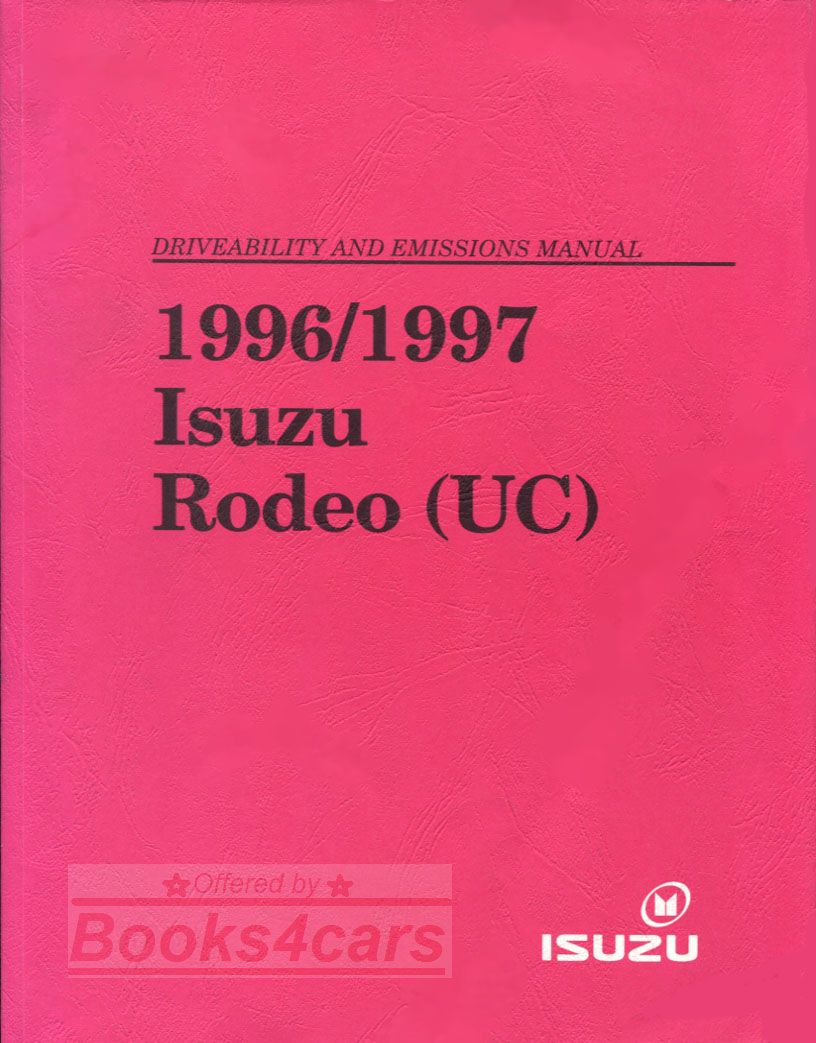 DRIVEABILITY AND EMISSIONS MANUAL
1996/1997
Isuzu
Rodeo (UC)
Offered by
Books4cars
ISUZU